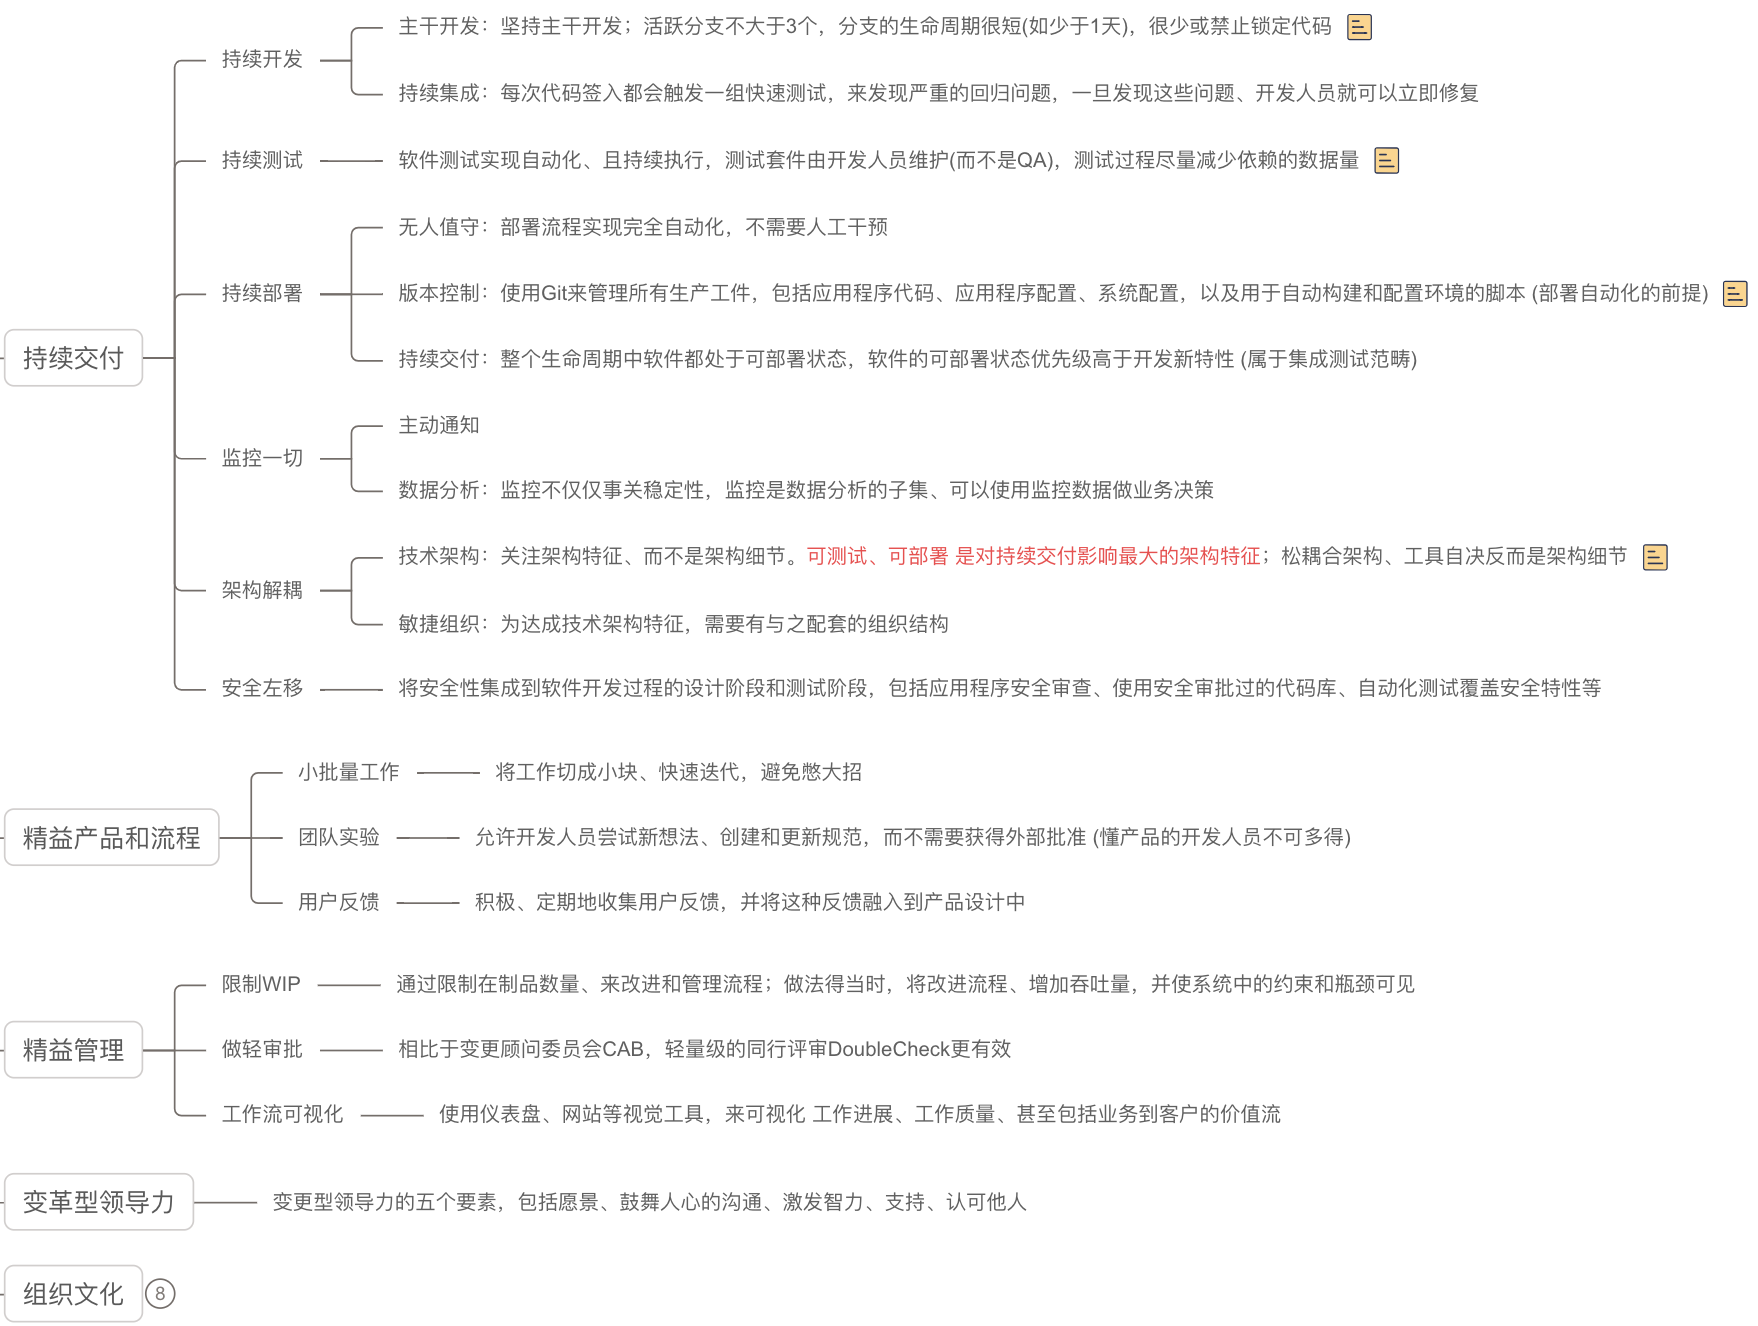 持续交付
持续开发
主干开发：坚持主干开发；活跃分支不大于3个，分支的生命周期很短(如少于1天)，很少或禁止锁定代码
持续集成：每次代码签入都会触发一组快速测试，来发现严重的回归问题，一旦发现这些问题、开发人员就可以立即修复
持续测试
软件测试实现自动化、且持续执行，测试套件由开发人员维护(而不是QA)，测试过程尽量减少依赖的数据量
持续部署
无人值守：部署流程实现完全自动化，不需要人工干预
版本控制：使用Git来管理所有生产工件，包括应用程序代码、应用程序配置、系统配置，以及用于自动构建和配置环境的脚本 (部署自动化的前提)
持续交付：整个生命周期中软件都处于可部署状态，软件的可部署状态优先级高于开发新特性 (属于集成测试范畴)
监控一切
主动通知
数据分析：监控不仅仅事关稳定性，监控是数据分析的子集、可以使用监控数据做业务决策
架构解耦
技术架构：关注架构特征、而不是架构细节。可测试、可部署 是对持续交付影响最大的架构特征；松耦合架构、工具自决反而是架构细节
敏捷组织：为达成技术架构特征，需要有与之配套的组织结构
安全左移
将安全性集成到软件开发过程的设计阶段和测试阶段，包括应用程序安全审查、使用安全审批过的代码库、自动化测试覆盖安全特性等
精益产品和流程
小批量工作
将工作切成小块、快速迭代，避免憋大招
团队实验
允许开发人员尝试新想法、创建和更新规范，而不需要获得外部批准 (懂产品的开发人员不可多得)
用户反馈
积极、定期地收集用户反馈，并将这种反馈融入到产品设计中
精益管理
限制WIP
通过限制在制品数量、来改进和管理流程；做法得当时，将改进流程、增加吞吐量，并使系统中的约束和瓶颈可见
做轻审批
相比于变更顾问委员会CAB，轻量级的同行评审DoubleCheck更有效
工作流可视化
使用仪表盘、网站等视觉工具，来可视化 工作进展、工作质量、甚至包括业务到客户的价值流
变革型领导力
变更型领导力的五个要素，包括愿景、鼓舞人心的沟通、激发智力、支持、认可他人
组织文化
8